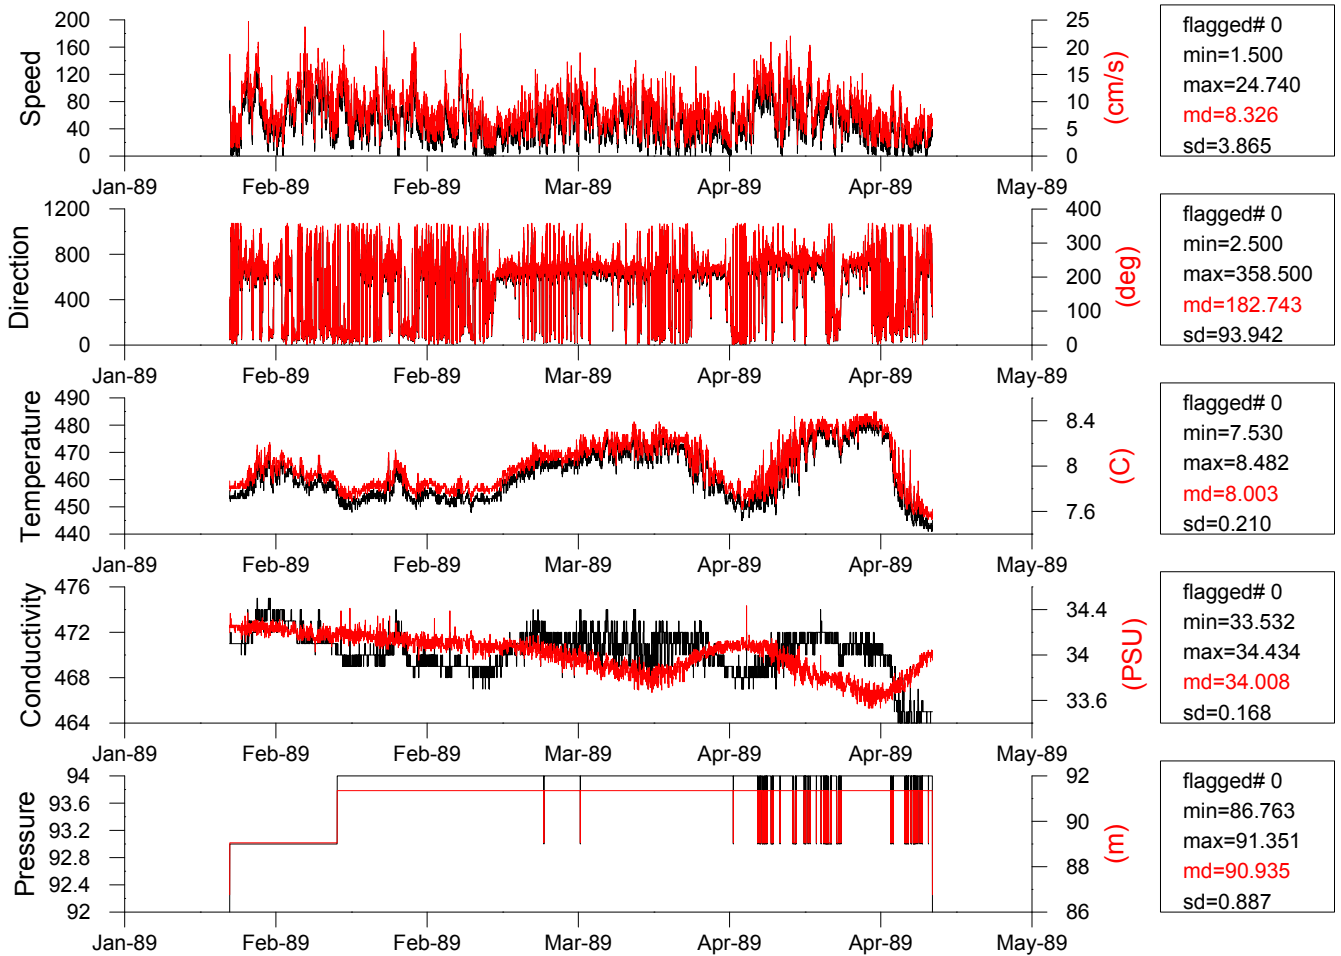 Speed
200
160
120
80
40
0
25
20
15
10
5
0
(cm/s)
Jan-89 Feb-89 Feb-89 Mar-89 Apr-89 Apr-89 May-89
flagged# 0
min=1.500
max=24.740
md=8.326
sd=3.865
Direction
1200
800
400
0
400
300
200
100
0
(deg)
Jan-89 Feb-89 Feb-89 Mar-89 Apr-89 Apr-89 May-89
flagged# 0
min=2.500
max=358.500
md=182.743
sd=93.942
Temperature
490
480
470
460
450
440
8.4
8
7.6
(C)
Jan-89 Feb-89 Feb-89 Mar-89 Apr-89 Apr-89 May-89
flagged# 0
min=7.530
max=8.482
md=8.003
sd=0.210
Conductivity
476
472
468
464
34.4
34
33.6
(PSU)
Jan-89 Feb-89 Feb-89 Mar-89 Apr-89 Apr-89 May-89
flagged# 0
min=33.532
max=34.434
md=34.008
sd=0.168
Pressure
94
93.6
93.2
92.8
92.4
92
92
90
88
86
(m)
Jan-89 Feb-89 Feb-89 Mar-89 Apr-89 Apr-89 May-89
flagged# 0
min=86.763
max=91.351
md=90.935
sd=0.887